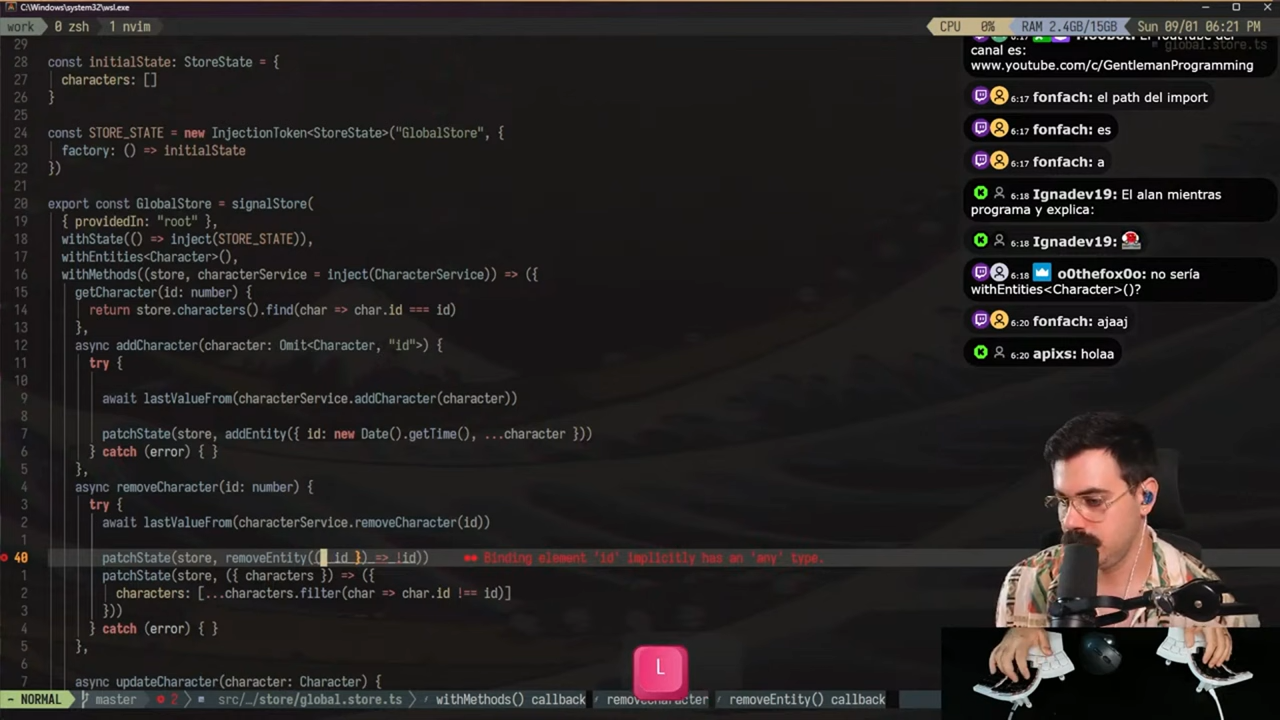 C:\Windows\system32\wsl.exe
work 0 zsh 1 nvim CPU 0% RAM 2.4GB/15GB Sun 09/01 06:21 PM
29
28 const initialState: StoreState = {
27 characters: []
26 }
25
24 const STORE_STATE = new InjectionToken<StoreState>("GlobalStore", {
23 factory: () => initialState
22 })
21
20 export const GlobalStore = signalStore(
19 { providedIn: "root" },
18 withState(() => inject(STORE_STATE)),
17 withEntities<Character>(),
16 withMethods((store, characterService = inject(CharacterService)) => ({
15 getCharacter(id: number) {
14 return store.characters().find(char => char.id === id)
13 },
12 async addCharacter(character: Omit<Character, "id">) {
11 try {
10
9 await lastValueFrom(characterService.addCharacter(character))
8
7 patchState(store, addEntity({ id: new Date().getTime(), ...character }))
6 } catch (error) { }
5 },
4 async removeCharacter(id: number) {
3 try {
2 await lastValueFrom(characterService.removeCharacter(id))
1
40 patchState(store, removeEntity(( id }) => !id)) Binding element 'id' implicitly has an 'any' type.
1 patchState(store, ({ characters }) => ({
2 characters: [...characters.filter(char => char.id !== id)]
3 }))
4 } catch (error) { }
5 },
6
7 async updateCharacter(character: Character) {
- NORMAL master 2 src/…/store/global.store.ts withMethods() callback removeCharacter removeEntity() callback
global.store.ts
canal es:
www.youtube.com/c/GentlemanProgramming
6:17 fonfach: el path del import
6:17 fonfach: es
6:17 fonfach: a
6:18 Ignadev19: El alan mientras
programa y explica:
6:18 Ignadev19:
6:18 o0thefox0o: no sería
withEntities<Character>()?
6:20 fonfach: ajaaj
6:20 apixs: holaa
L